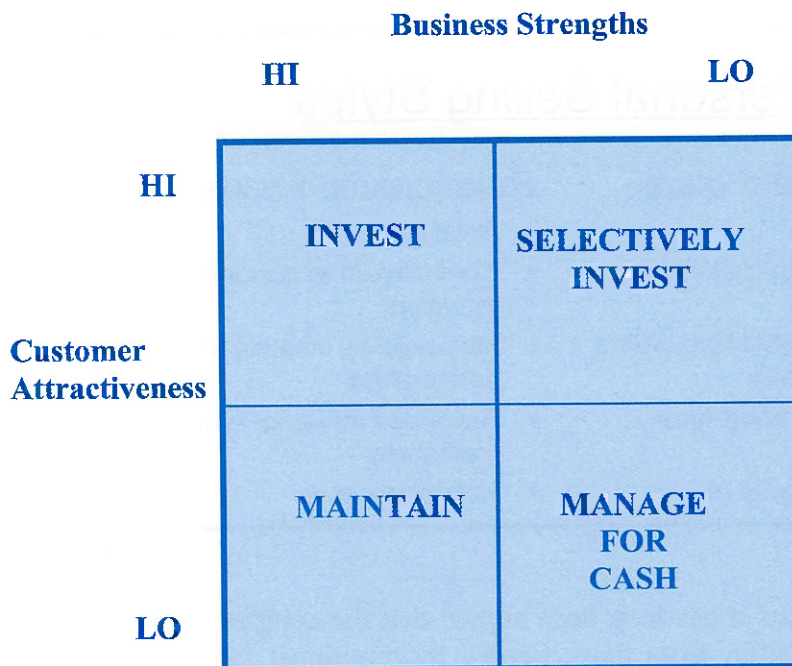 Business Strengths
HI
LO
HI
INVEST
SELECTIVELY
INVEST
Customer
Attractiveness
MAINTAIN
MANAGE
FOR
CASH
LO